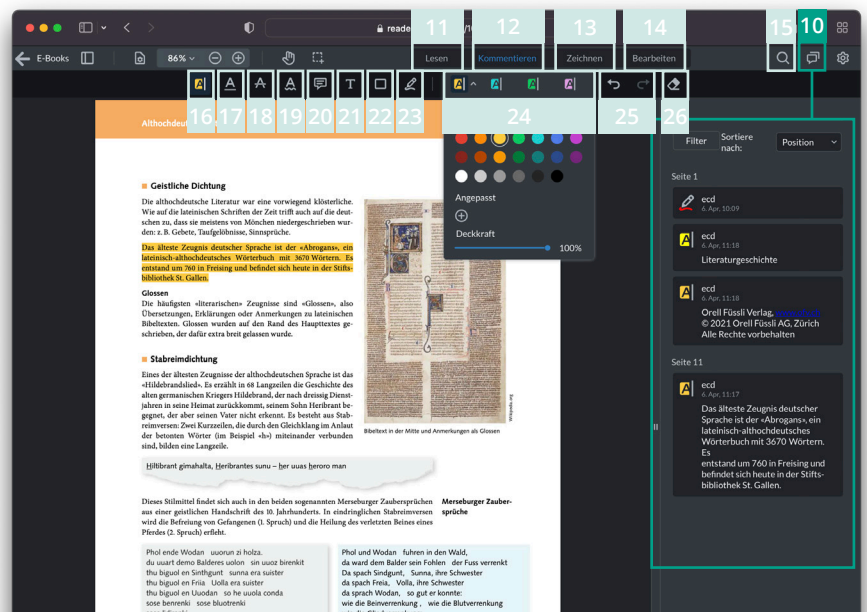 11
12
13
14
15
10
reade
E-Books
86%
Lesen
Kommentieren
Zeichnen
Bearbeiten
16
17
18
19
20
21
22
23
24
25
26
Althochdeu
Angepasst
Deckkraft
100%
Filter
Sortiere
nach:
Position
Seite 1
ecd
6. Apr, 10:09
ecd
6. Apr, 11:18
Literaturgeschichte
ecd
6. Apr, 11:18
Orell Füssli Verlag,
© 2021 Orell Füssli AG, Zürich
Alle Rechte vorbehalten
Seite 11
ecd
6. Apr, 11:17
Das älteste Zeugnis deutscher
Sprache ist der «Abrogans», ein
lateinisch-althochdeutsches
Wörterbuch mit 3670 Wörtern.
Es
entstand um 760 in Freising und
befindet sich heute in der Stifts-
bibliothek St. Gallen.
Geistliche Dichtung
Die althochdeutsche Literatur war eine vorwiegend klösterliche.
Wie auf die lateinischen Schriften der Zeit trifft auch auf die deut-
schen zu, dass sie meistens von Mönchen niedergeschrieben wur-
den: z. B. Gebete, Taufgelöbnisse, Sinnsprüche.
Das älteste Zeugnis deutscher Sprache ist der «Abrogans», ein
lateinisch-althochdeutsches Wörterbuch mit 3670 Wörtern. Es
entstand um 760 in Freising und befindet sich heute in der Stifts-
bibliothek St. Gallen.
Glossen
Die häufigsten «literarischen» Zeugnisse sind «Glossen», also
Übersetzungen, Erklärungen oder Anmerkungen zu lateinischen
Bibeltexten. Glossen wurden auf den Rand des Haupttextes ge-
schrieben, der dafür extra breit gelassen wurde.
Stabreimdichtung
Eines der ältesten Zeugnisse der althochdeutschen Sprache ist das
«Hildebrandslied». Es erzählt in 68 Langzeilen die Geschichte des
alten germanischen Kriegers Hildebrand, der nach dreissig Dienst-
jahren in seine Heimat zurückkommt, seinem Sohn Heribrant be-
gegnet, der aber seinen Vater nicht erkennt. Es besteht aus Stab-
reimversen: Zwei Kurzzeilen, die durch den Gleichklang im Anlaut
der betonten Wörter (im Beispiel «h») miteinander verbunden
sind, bilden eine Langzeile.
Wikipedia.org
Bibeltext in der Mitte und Anmerkungen als Glossen
Hiltibrant gimahalta, Heribrantes sunu – her uuas heroro man
Dieses Stilmittel findet sich auch in den beiden sogenannten Merseburger Zaubersprüchen
aus einer geistlichen Handschrift des 10. Jahrhunderts. In eindringlichen Stabreimversen
wird die Befreiung von Gefangenen (1. Spruch) und die Heilung des verletzten Beines eines
Pferdes (2. Spruch) erfleht.
Merseburger Zauber-
sprüche
Phol ende Wodan uuorun zi holza.
du uuart demo Balderes uolon sin uuoz birenkit
thu biguol en Sinthgunt sunna era suister
thu biguol en Friia Uolla era suister
thu biguol en Uuodan so he uuola conda
sose benrenki sose bluotrenki
Phol und Wodan fuhren in den Wald,
da ward dem Balder sein Fohlen der Fuss verrenkt
Da spach Sindgunt, Sunna, ihre Schwester
da spach Freia, Volla, ihre Schwester
da sprach Wodan, so gut er konnte:
wie die Beinverrenkung , wie die Blutverrenkung